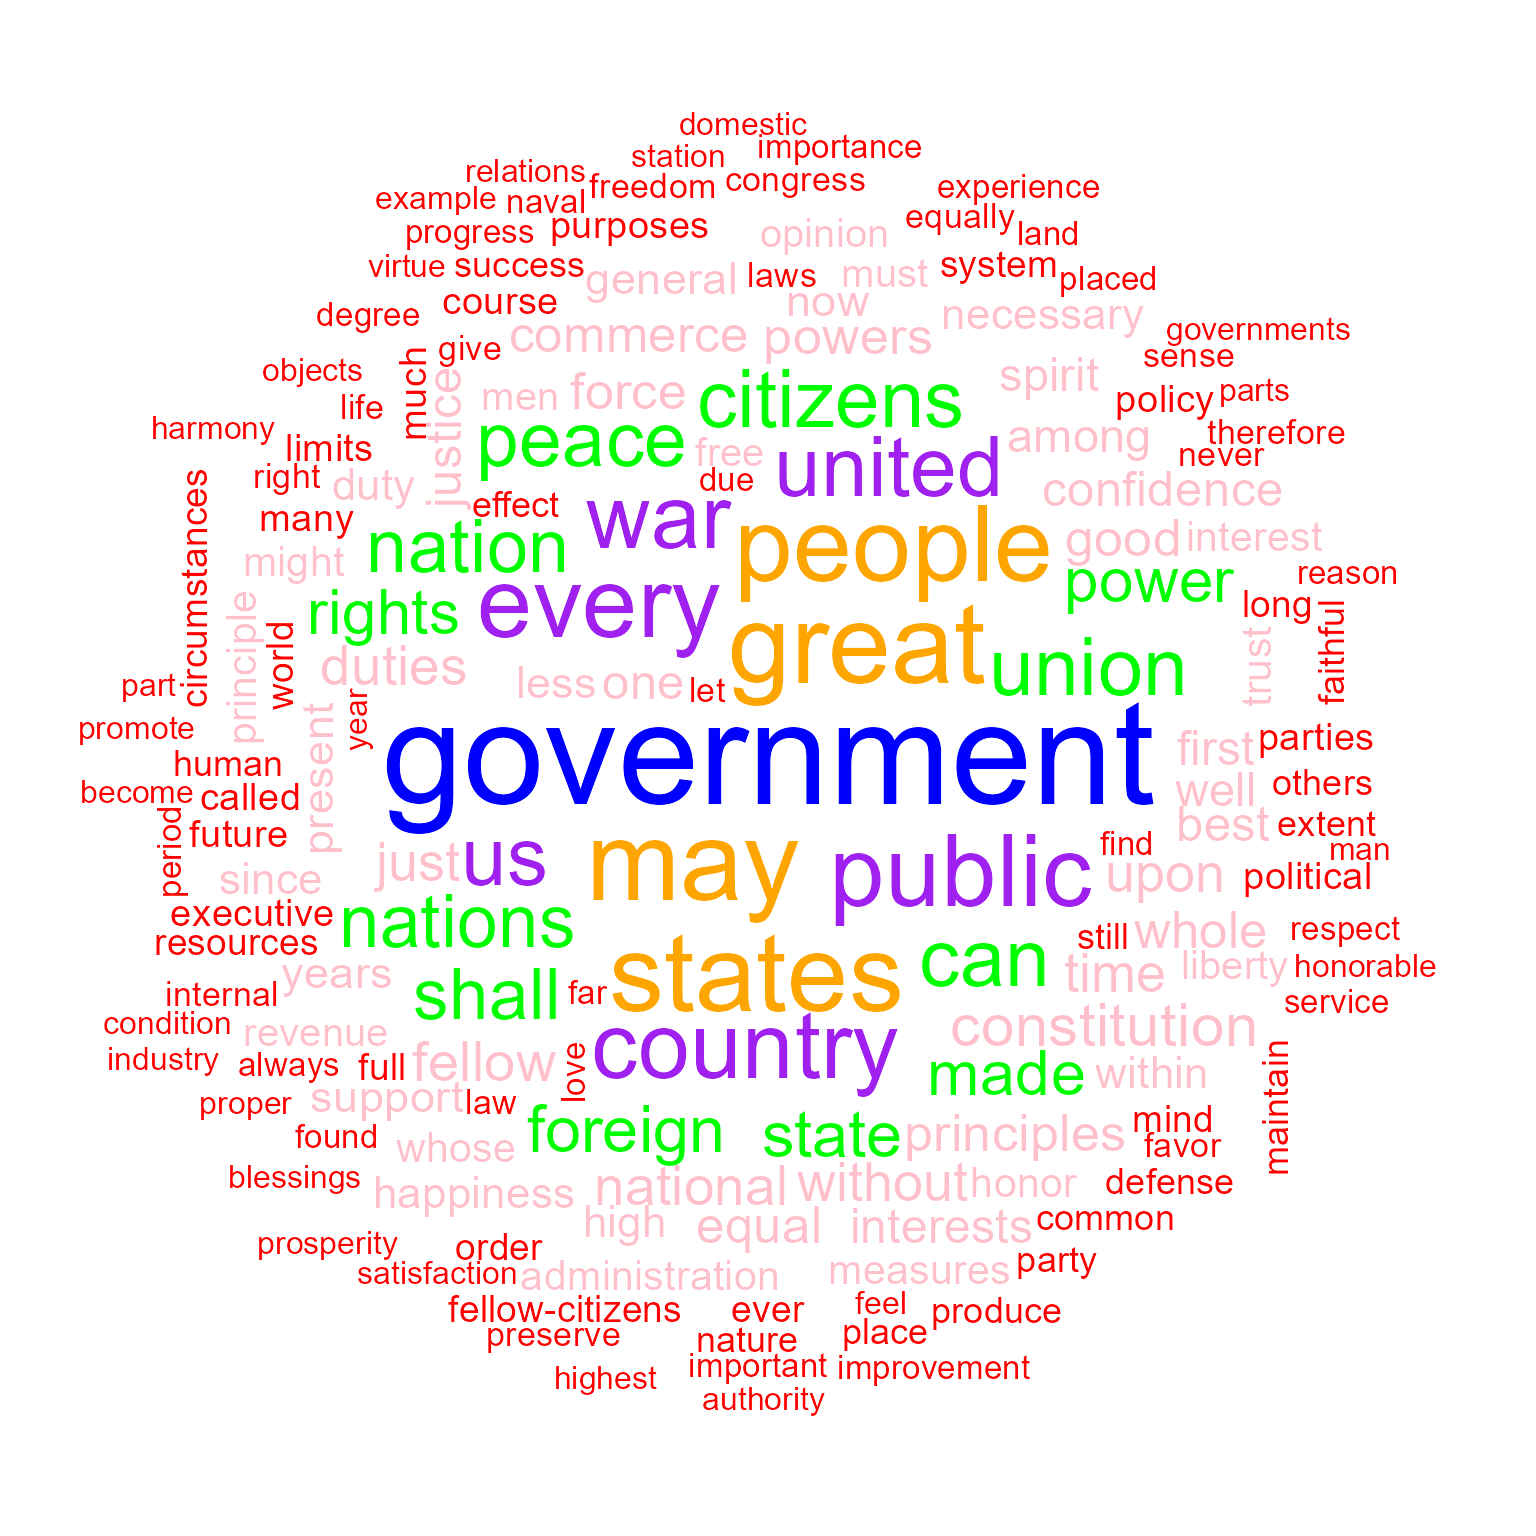 domestic
importance
station
relations
freedom
congress
experience
example
naval
equally
purposes
progress
opinion
land
virtue
success
general
laws
must
system
placed
course
now
degree
necessary
governments
commerce
powers
give
sense
objects
much
justice
men
force
citizens
spirit
policy
parts
life
harmony
limits
peace
free
united
among
therefore
never
right
duty
due
confidence
circumstances
many
effect
war
people
good
interest
nation
might
power
reason
principle
world
rights
every
great
long
faithful
trust
union
duties
less
one
let
part
promote
year
present
government
first
parties
human
become
called
well
others
period
future
best
extent
just
us
may
public
find
man
since
upon
political
executive
nations
resources
can
still
whole
respect
years
shall
far
states
time
liberty
honorable
internal
service
condition
revenue
country
constitution
industry
always
full
fellow
love
made
within
maintain
proper
support
law
found
whose
foreign
state
principles
mind
favor
blessings
happiness
national
without
honor
defense
high
equal
interests
common
prosperity
order
satisfaction
administration
measures
party
fellow-citizens
ever
feel
produce
preserve
nature
place
important
improvement
highest
authority